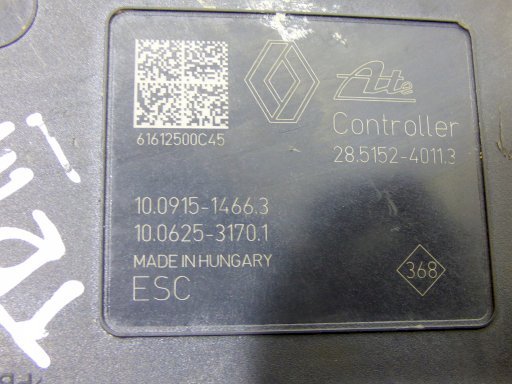 Ate
61612500C45
Controller
28.5152-4011.3
10.0915-1466.3
10.0625-3170.1
MADE IN HUNGARY
ESC
368